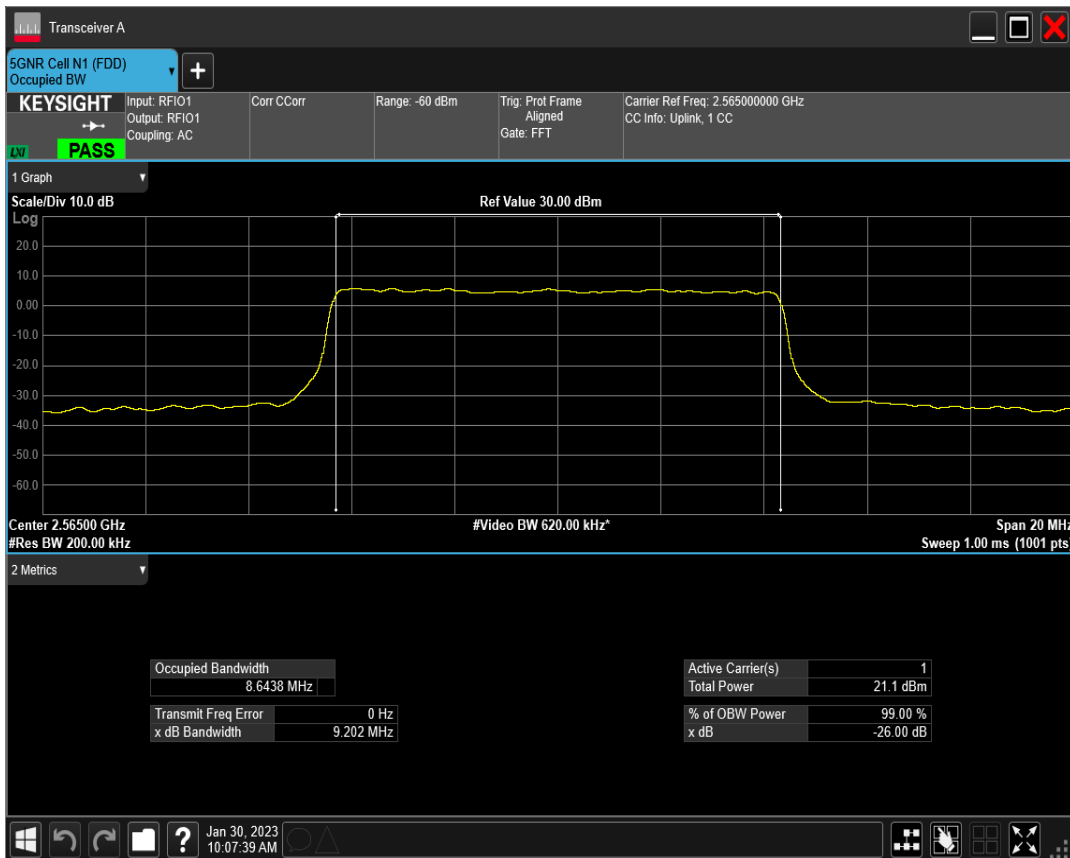 Transceiver A
5GNR Cell N1 (FDD)
Occupied BW
+
KEYSIGHT
LXI
PASS
Input: RFIO1
Output: RFIO1
Coupling: AC
Corr CCorr
Range: -60 dBm
Trig: Prot Frame
Aligned
Gate: FFT
Carrier Ref Freq: 2.565000000 GHz
CC Info: Uplink, 1 CC
1 Graph
Scale/Div 10.0 dB
Ref Value 30.00 dBm
Log
20.0
10.0
0.00
-10.0
-20.0
-30.0
-40.0
-50.0
-60.0
Center 2.56500 GHz
#Video BW 620.00 kHz*
Span 20 MHz
#Res BW 200.00 kHz
Sweep 1.00 ms (1001 pts)
2 Metrics
Occupied Bandwidth
8.6438 MHz
Transmit Freq Error 0 Hz
x dB Bandwidth 9.202 MHz
Active Carrier(s) 1
Total Power 21.1 dBm
% of OBW Power 99.00 %
x dB -26.00 dB
?
Jan 30, 2023
10:07:39 AM